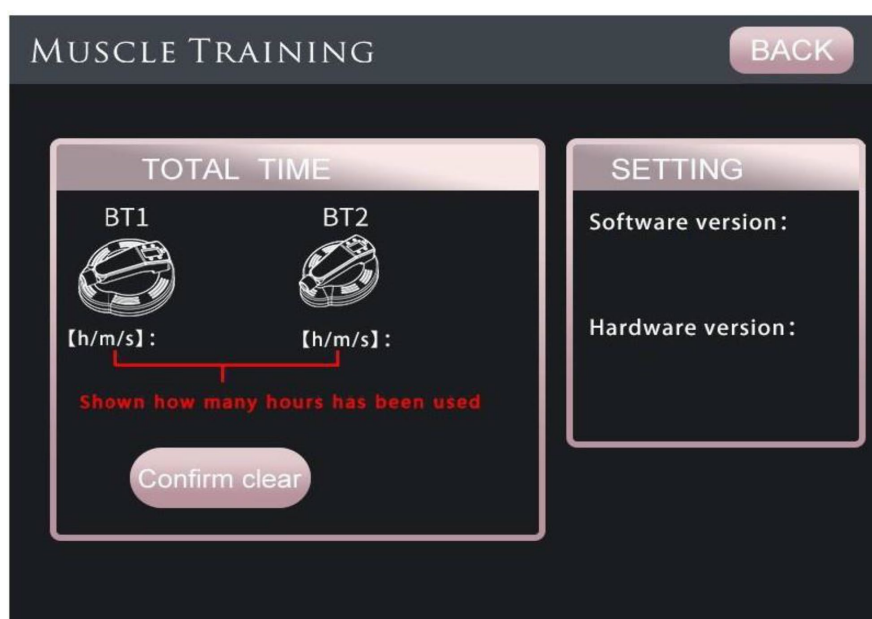 MUSCLE TRAINING
BACK
TOTAL TIME
BT1
BT2
【h/m/s】:
【h/m/s】:
Shown how many hours has been used
Confirm clear
SETTING
Software version:
Hardware version: